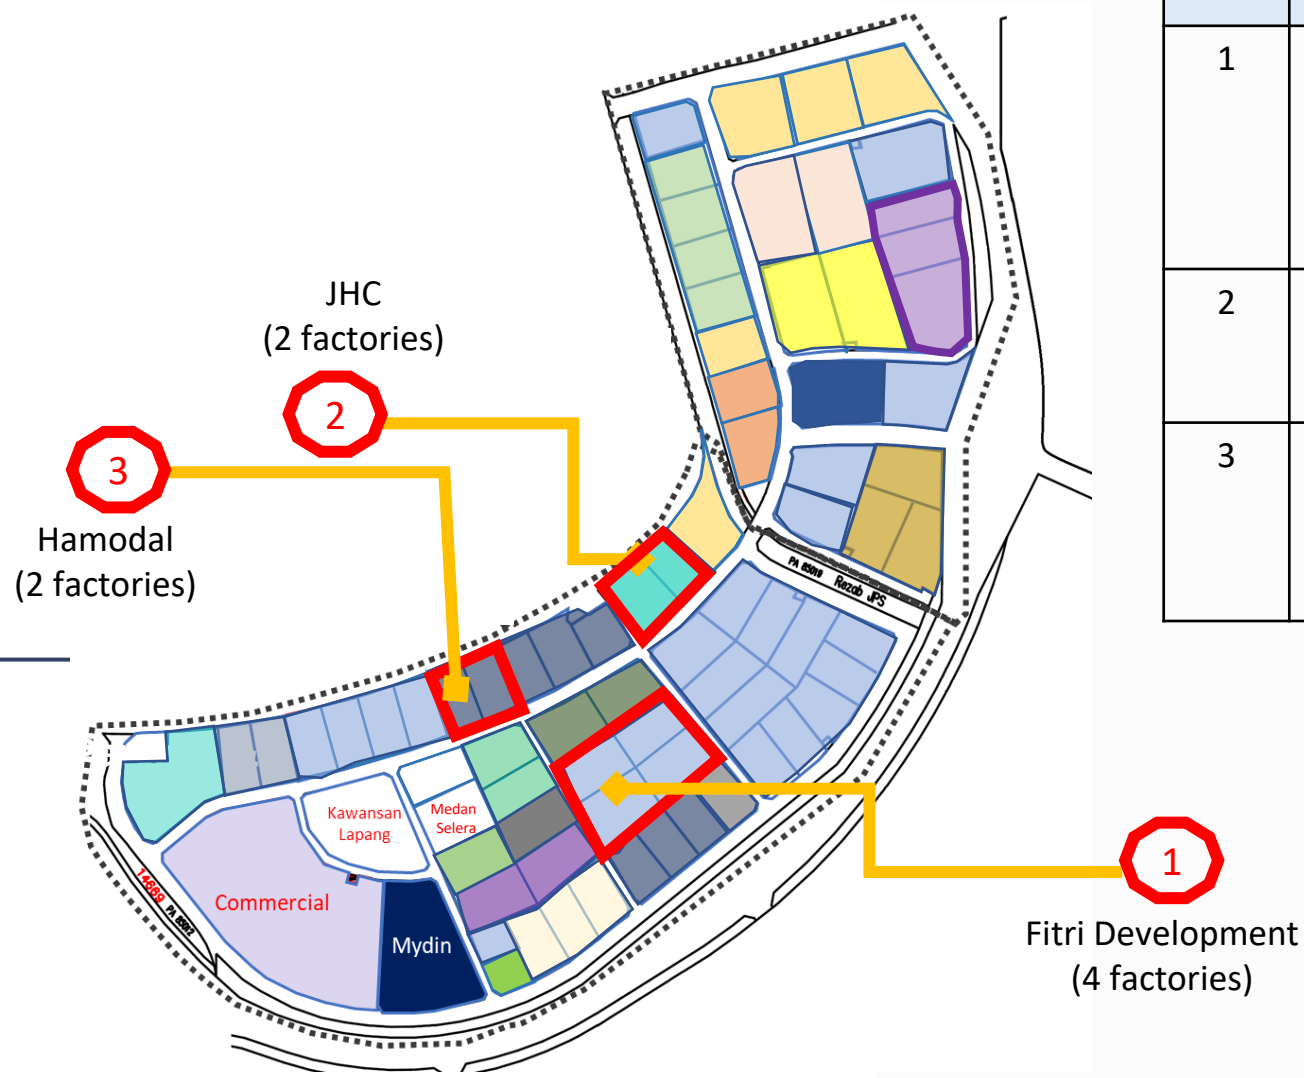 1
2
3
JHC
(2 factories)
2
3
Hamodal
(2 factories)
PA 85019 Rezab JPS
Kawansan
Lapang
Medan
Selera
Commercial
Mydin
14669
PA 85012
1
Fitri Development
(4 factories)